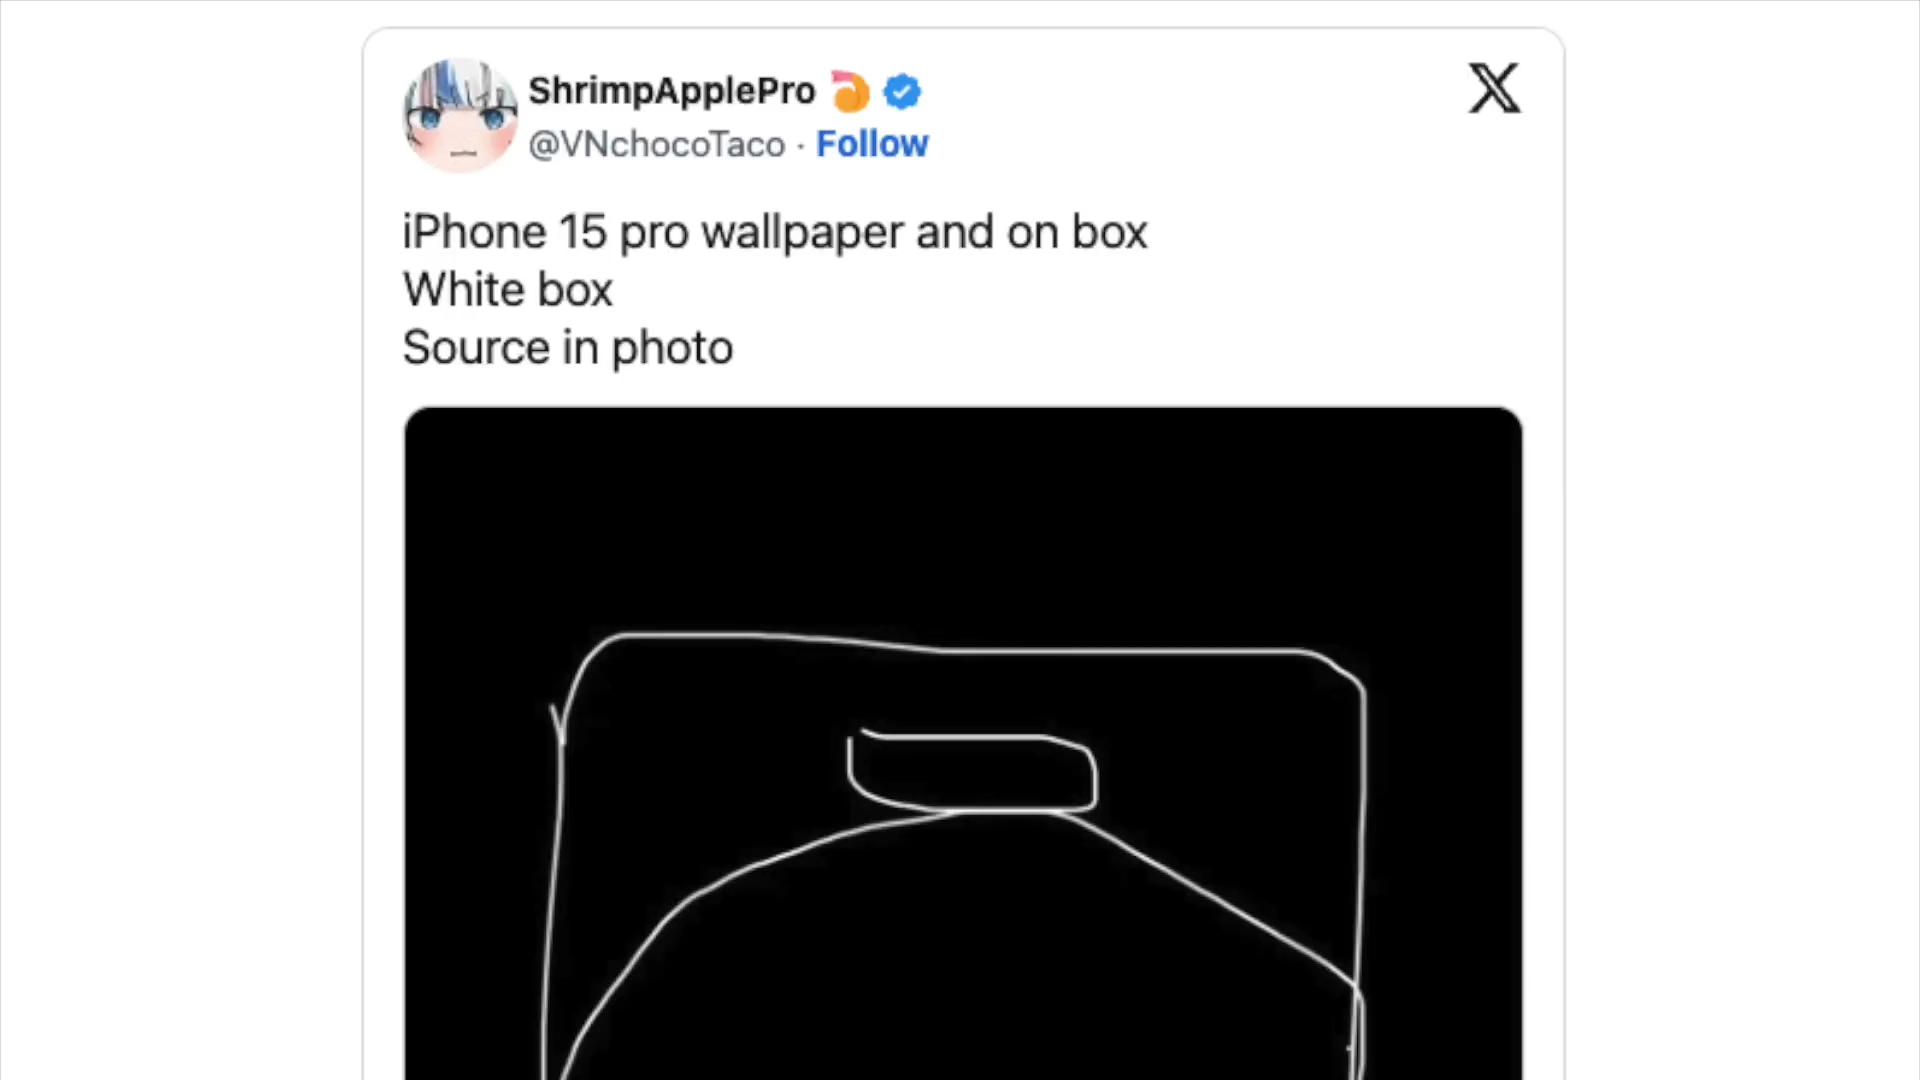 ShrimpApplePro 🍤
@VNchocoTaco · Follow
iPhone 15 pro wallpaper and on box
White box
Source in photo